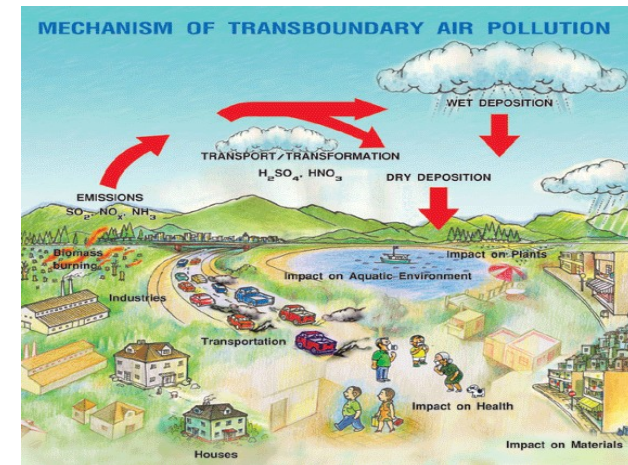 MECHANISM OF TRANSBOUNDARY AIR POLLUTION
WET DEPOSITION
TRANSPORT/TRANSFORMATION
H₂SO₄. HNO₃
DRY DEPOSITION
EMISSIONS
SO₂. NOₓ. NH₃
Biomass
burning
Impact on Plants
Impact on Aquatic Environment
Industries
Transportation
Impact on Health
Houses
Impact on Materials